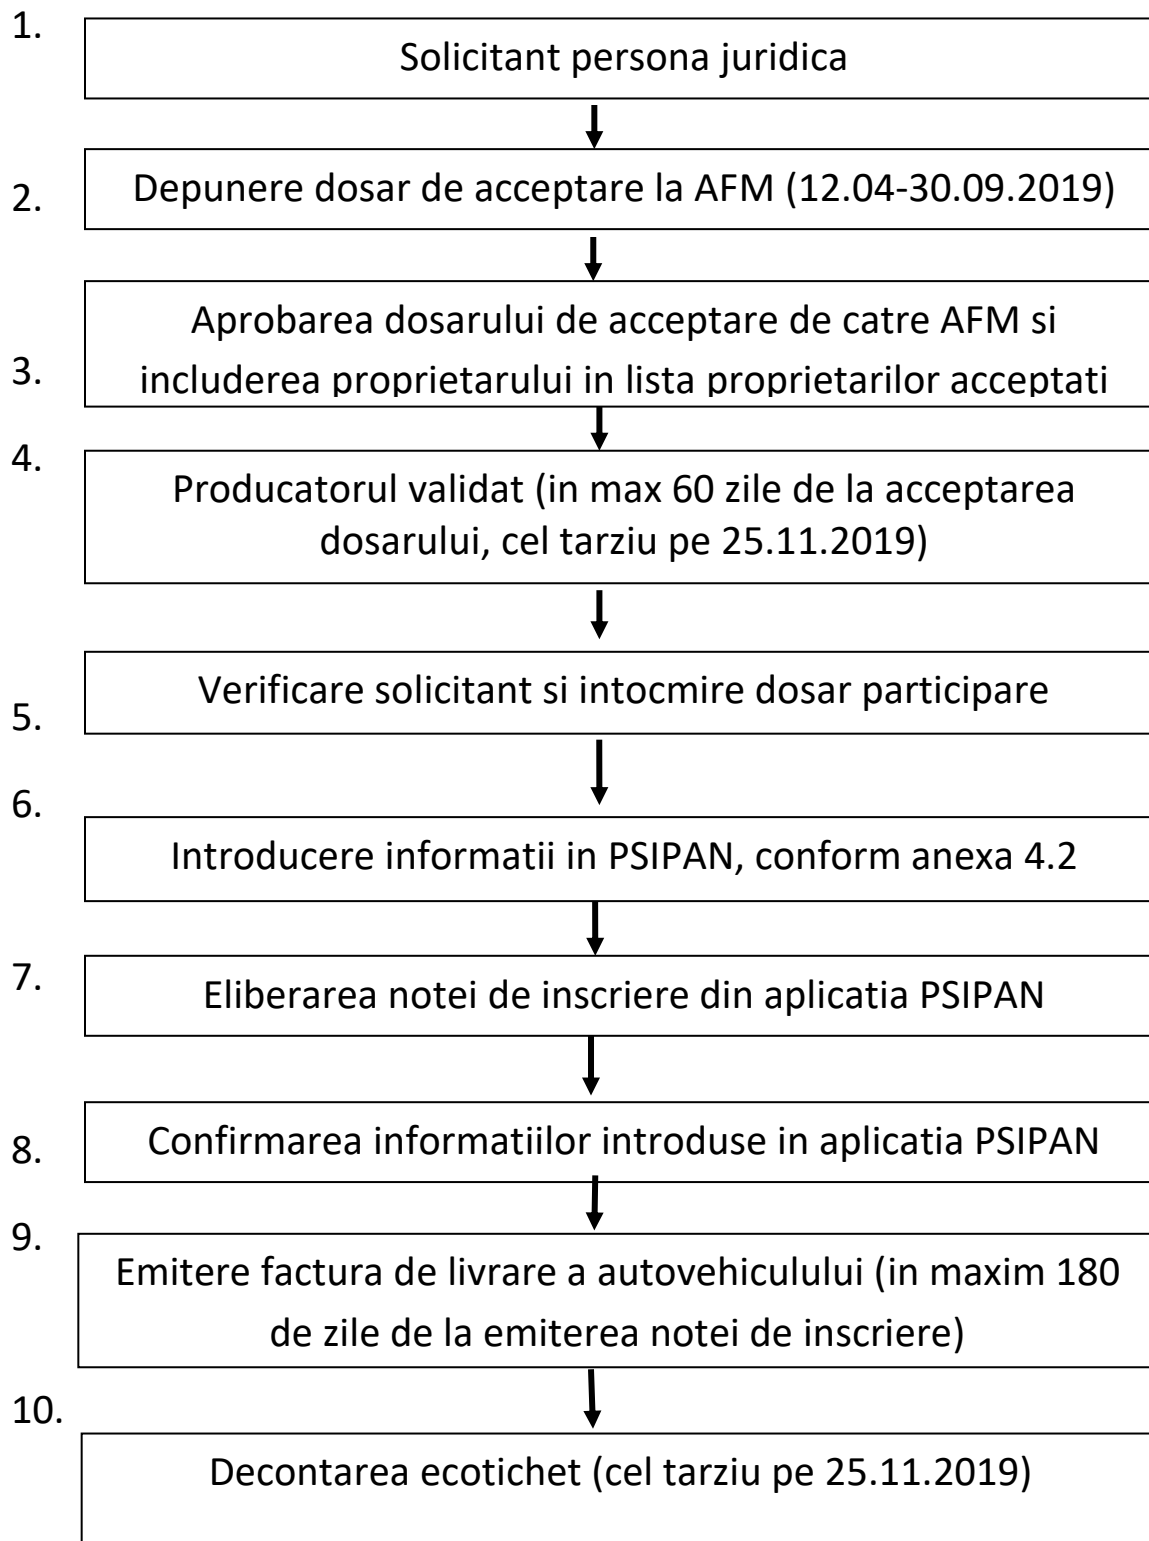 1.
Solicitant persona juridica
2.
Depunere dosar de acceptare la AFM (12.04-30.09.2019)
3.
Aprobarea dosarului de acceptare de catre AFM si
includerea proprietarului in lista proprietarilor acceptati
4.
Producatorul validat (in max 60 zile de la acceptarea
dosarului, cel tarziu pe 25.11.2019)
5.
Verificare solicitant si intocmire dosar participare
6.
Introducere informatii in PSIPAN, conform anexa 4.2
7.
Eliberarea notei de inscriere din aplicatia PSIPAN
8.
Confirmarea informatiilor introduse in aplicatia PSIPAN
9.
Emitere factura de livrare a autovehiculului (in maxim 180
de zile de la emiterea notei de inscriere)
10.
Decontarea ecotichet (cel tarziu pe 25.11.2019)